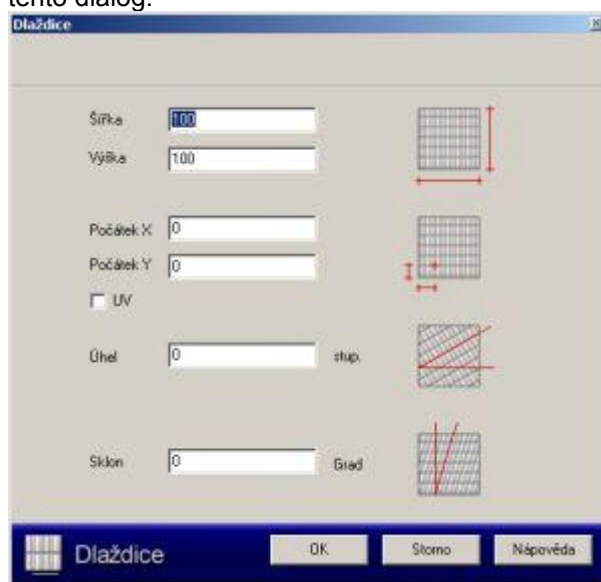 tento dialog:
Dlaždice
Šířka 100
Výška 100
Počátek X 0
Počátek Y 0
UV
Úhel 0 stup.
Sklon 0 Grad
Dlaždice OK Storno Nápověda